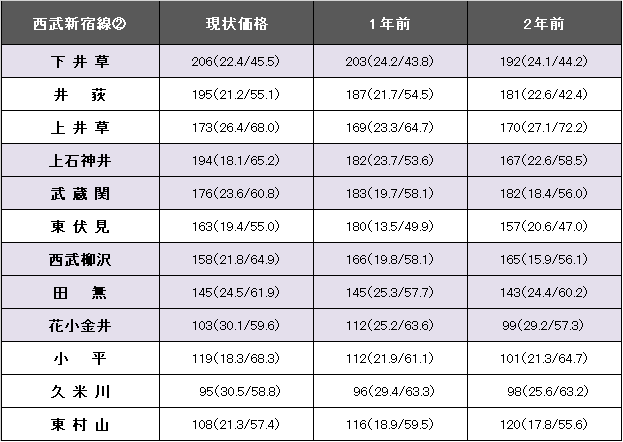 西武新宿線② 現状価格 1年前 2年前
下井草 206(22.4/45.5) 203(24.2/43.8) 192(24.1/44.2)
井荻 195(21.2/55.1) 187(21.7/54.5) 181(22.6/42.4)
上井草 173(26.4/68.0) 169(23.3/64.7) 170(27.1/72.2)
上石神井 194(18.1/65.2) 182(23.7/53.6) 167(22.6/58.5)
武蔵関 176(23.6/60.8) 183(19.7/58.1) 182(18.4/56.0)
東伏見 163(19.4/55.0) 180(13.5/49.9) 157(20.6/47.0)
西武柳沢 158(21.8/64.9) 166(19.8/58.1) 165(15.9/56.1)
田無 145(24.5/61.9) 145(25.3/57.7) 143(24.4/60.2)
花小金井 103(30.1/59.6) 112(25.2/63.6) 99(29.2/57.3)
小平 119(18.3/68.3) 112(21.9/61.1) 101(21.3/64.7)
久米川 95(30.5/58.8) 96(29.4/63.3) 98(25.6/63.2)
東村山 108(21.3/57.4) 116(18.9/59.5) 120(17.8/55.6)